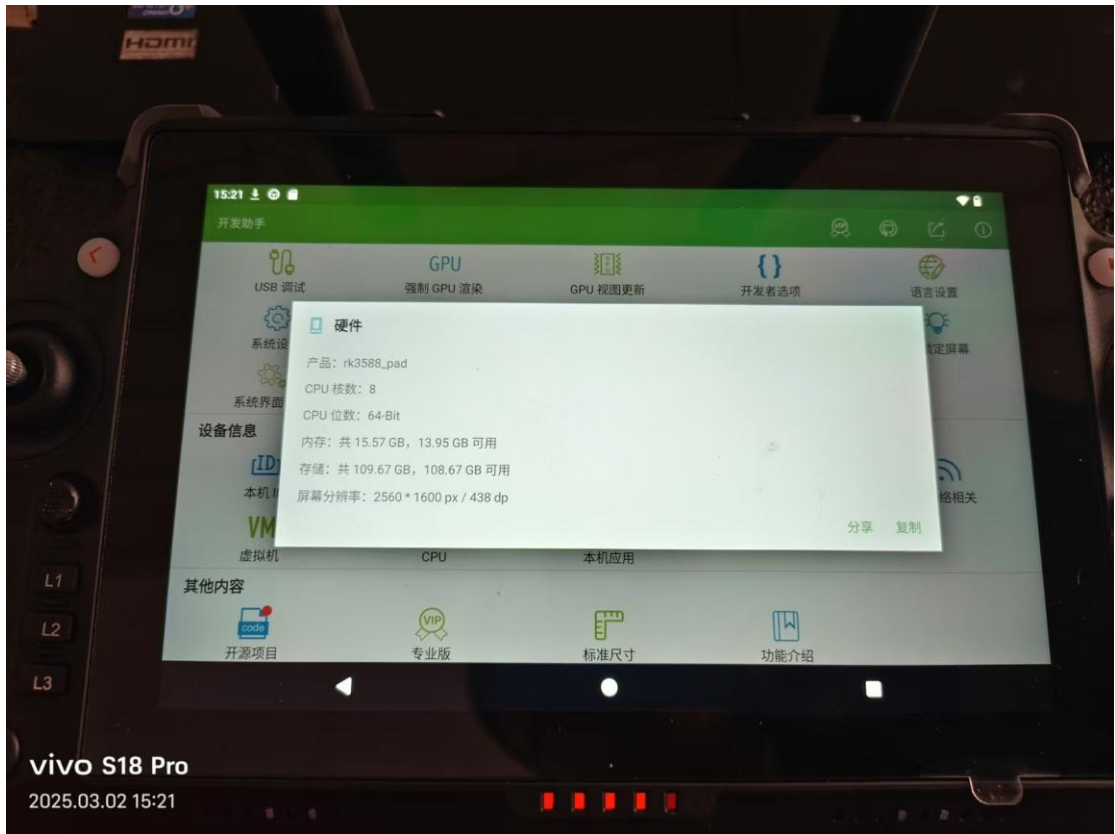 HDMI
15:21
开发助手
VIP
USB 调试
GPU
强制 GPU 渲染
GPU 视图更新
{ }
开发者选项
语言设置
系统设
定屏幕
系统界面
硬件
产品：rk3588_pad
CPU 核数：8
CPU 位数：64-Bit
内存：共 15.57 GB，13.95 GB 可用
存储：共 109.67 GB，108.67 GB 可用
屏幕分辨率：2560 * 1600 px / 438 dp
分享 复制
设备信息
ID
本机
络相关
VM
虚拟机
CPU
本机应用
其他内容
code
开源项目
VIP
专业版
标准尺寸
功能介绍
L1
L2
L3
vivo S18 Pro
2025.03.02 15:21